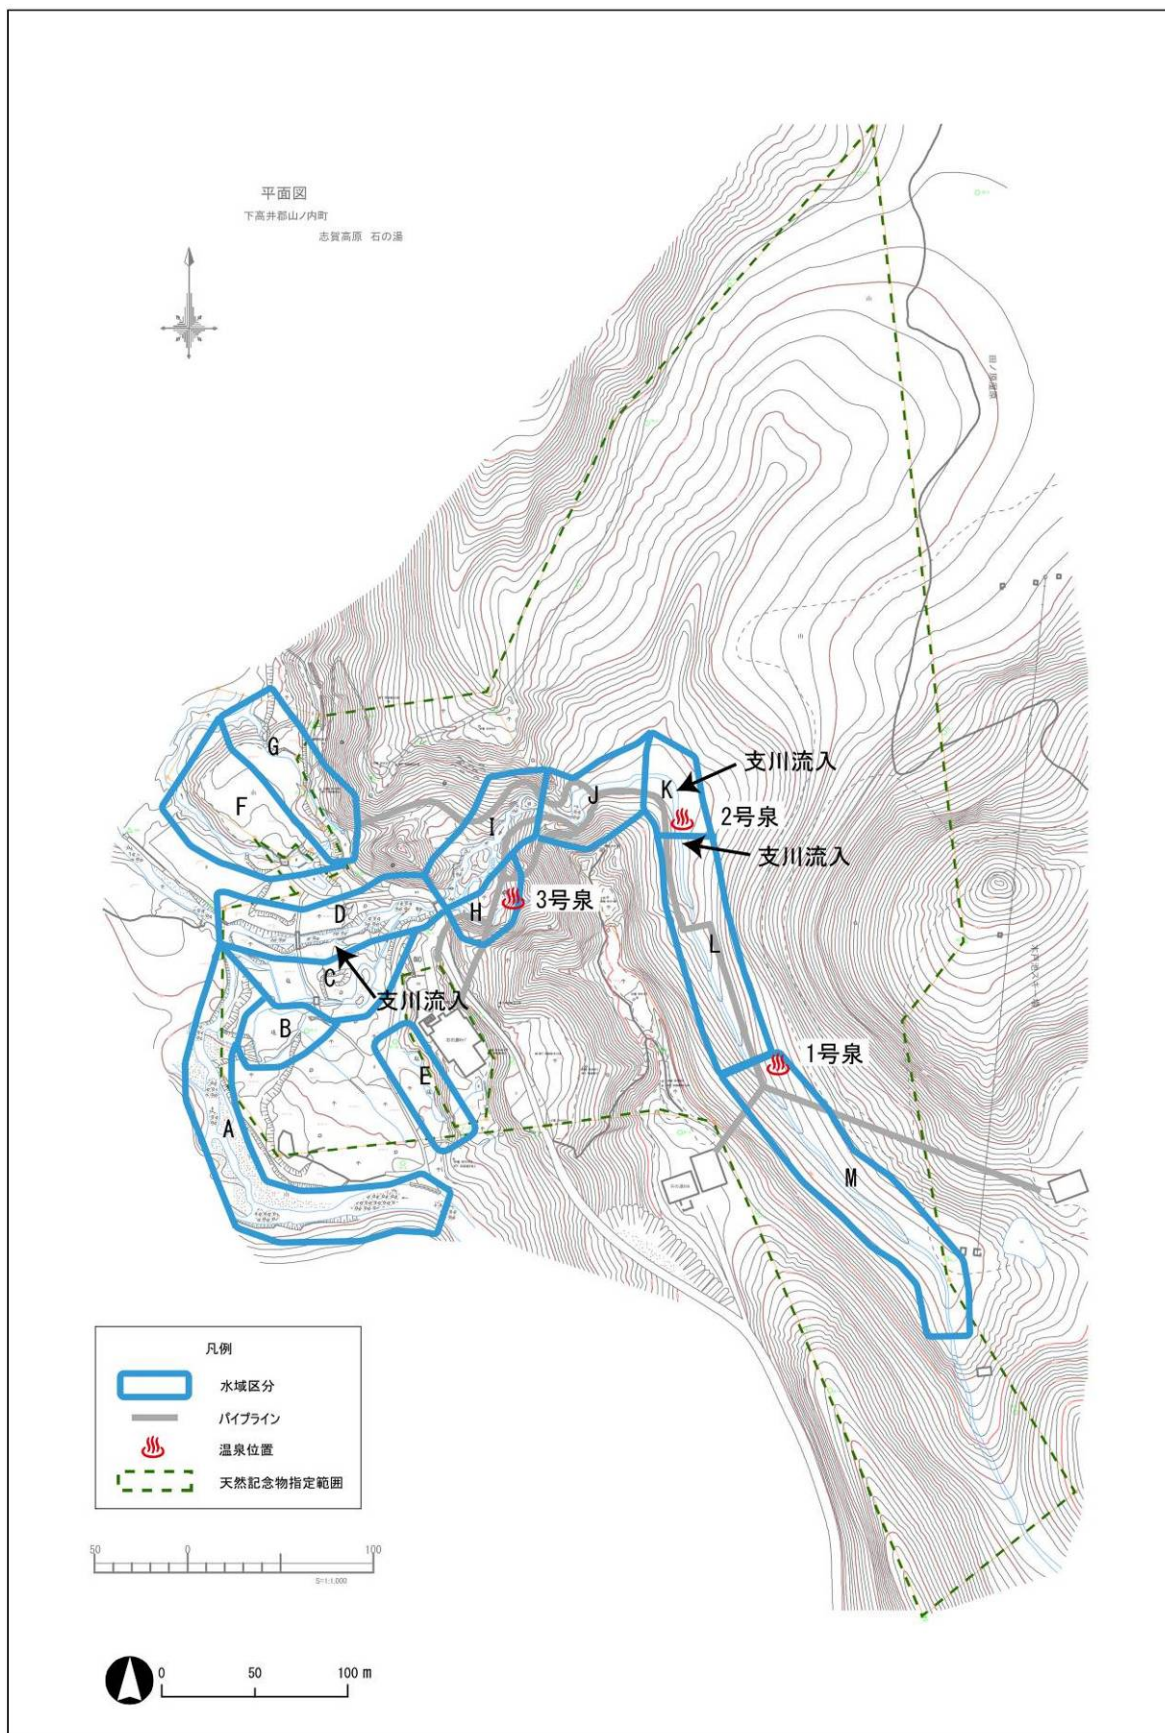 平面図
下高井郡山ノ内町
志賀高原 石の湯
G
F
I
J
K
支川流入
2号泉
支川流入
H
3号泉
D
C
支川流入
B
L
E
1号泉
A
M
凡例
水域区分
パイプライン
温泉位置
天然記念物指定範囲
50 0 100
S=1:1,000
0 50 100 m